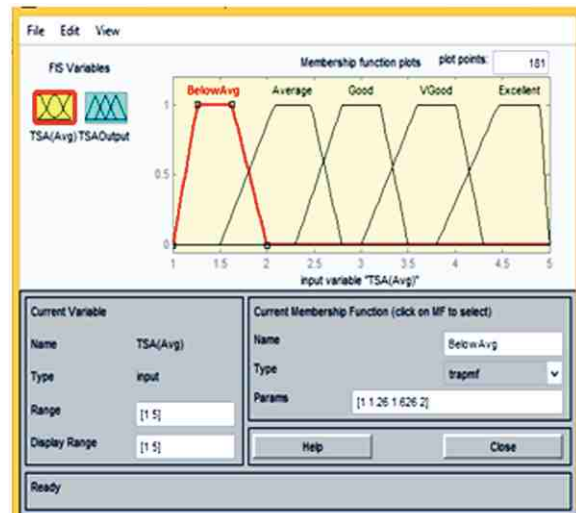 File Edit View
FIS Variables
Membership function plots plot points: 181
BelowAvg Average Good VGood Excellent
TSA(Avg) TSAOutput
1
0.5
0
1 1.5 2 2.5 3 3.5 4 4.5 5
input variable "TSA(Avg)"
Current Variable
Name TSA(Avg)
Type input
Range [1 5]
Display Range [1 5]
Current Membership Function (click on MF to select)
Name BelowAvg
Type trapmf
Params [1 1.26 1.626 2]
Help Close
Ready